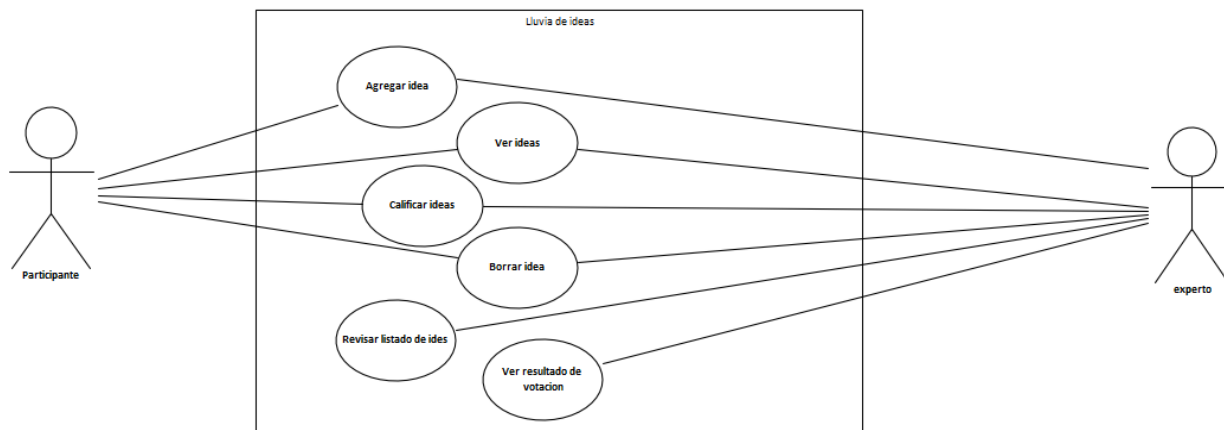 Lluvia de ideas
Agregar idea
Ver ideas
Calificar ideas
Borrar idea
Participante
experto
Revisar listado de ides
Ver resultado de
votacion